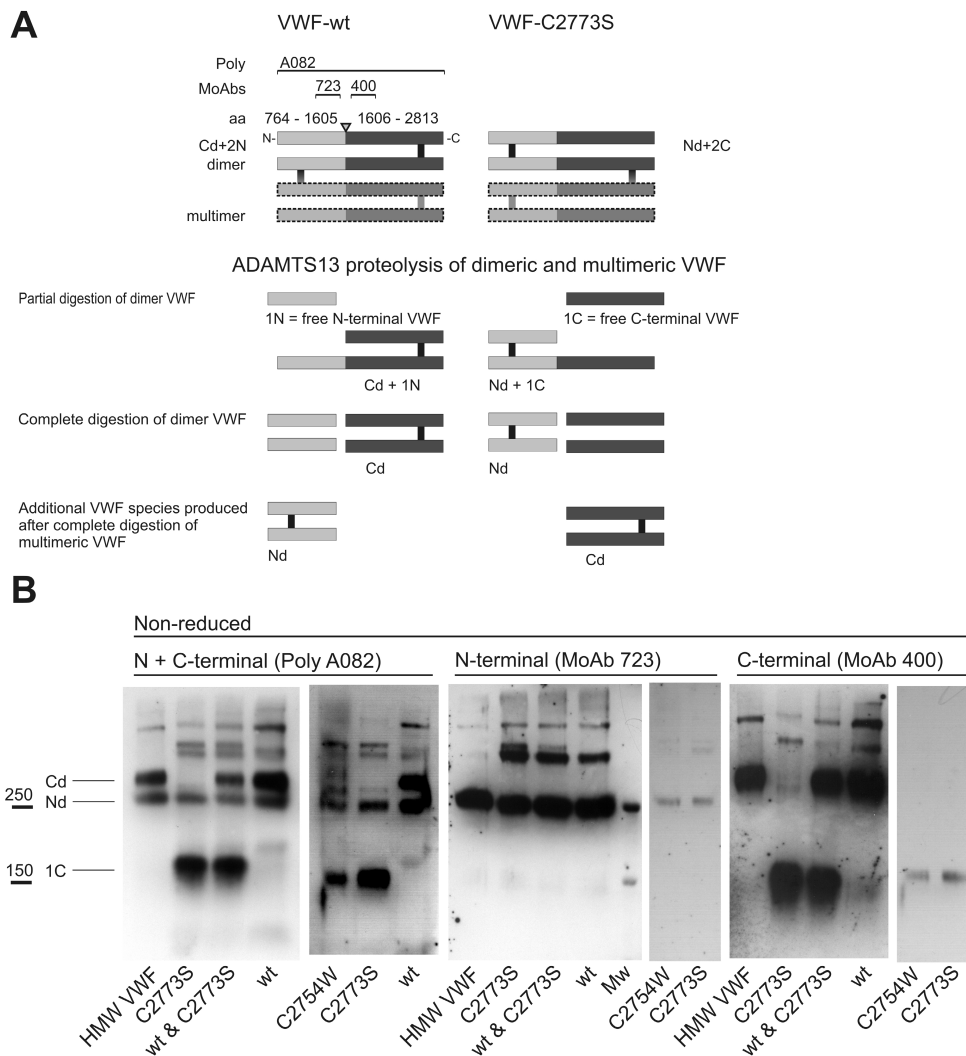 A
VWF-wt
VWF-C2773S
Poly
A082
MoAbs
723
400
aa
764 - 1605
1606 - 2813
N-
-C
Cd+2N
Nd+2C
dimer
multimer
ADAMTS13 proteolysis of dimeric and multimeric VWF
Partial digestion of dimer VWF
1N = free N-terminal VWF
1C = free C-terminal VWF
Cd + 1N
Nd + 1C
Complete digestion of dimer VWF
Cd
Nd
Additional VWF species produced
after complete digestion of
multimeric VWF
Nd
Cd
B
Non-reduced
N + C-terminal (Poly A082)
N-terminal (MoAb 723)
C-terminal (MoAb 400)
Cd
250
Nd
150
1C
HMW VWF
C2773S
wt & C2773S
wt
C2754W
C2773S
wt
HMW VWF
C2773S
wt & C2773S
wt
Mw
C2754W
C2773S
HMW VWF
C2773S
wt & C2773S
wt
C2754W
C2773S